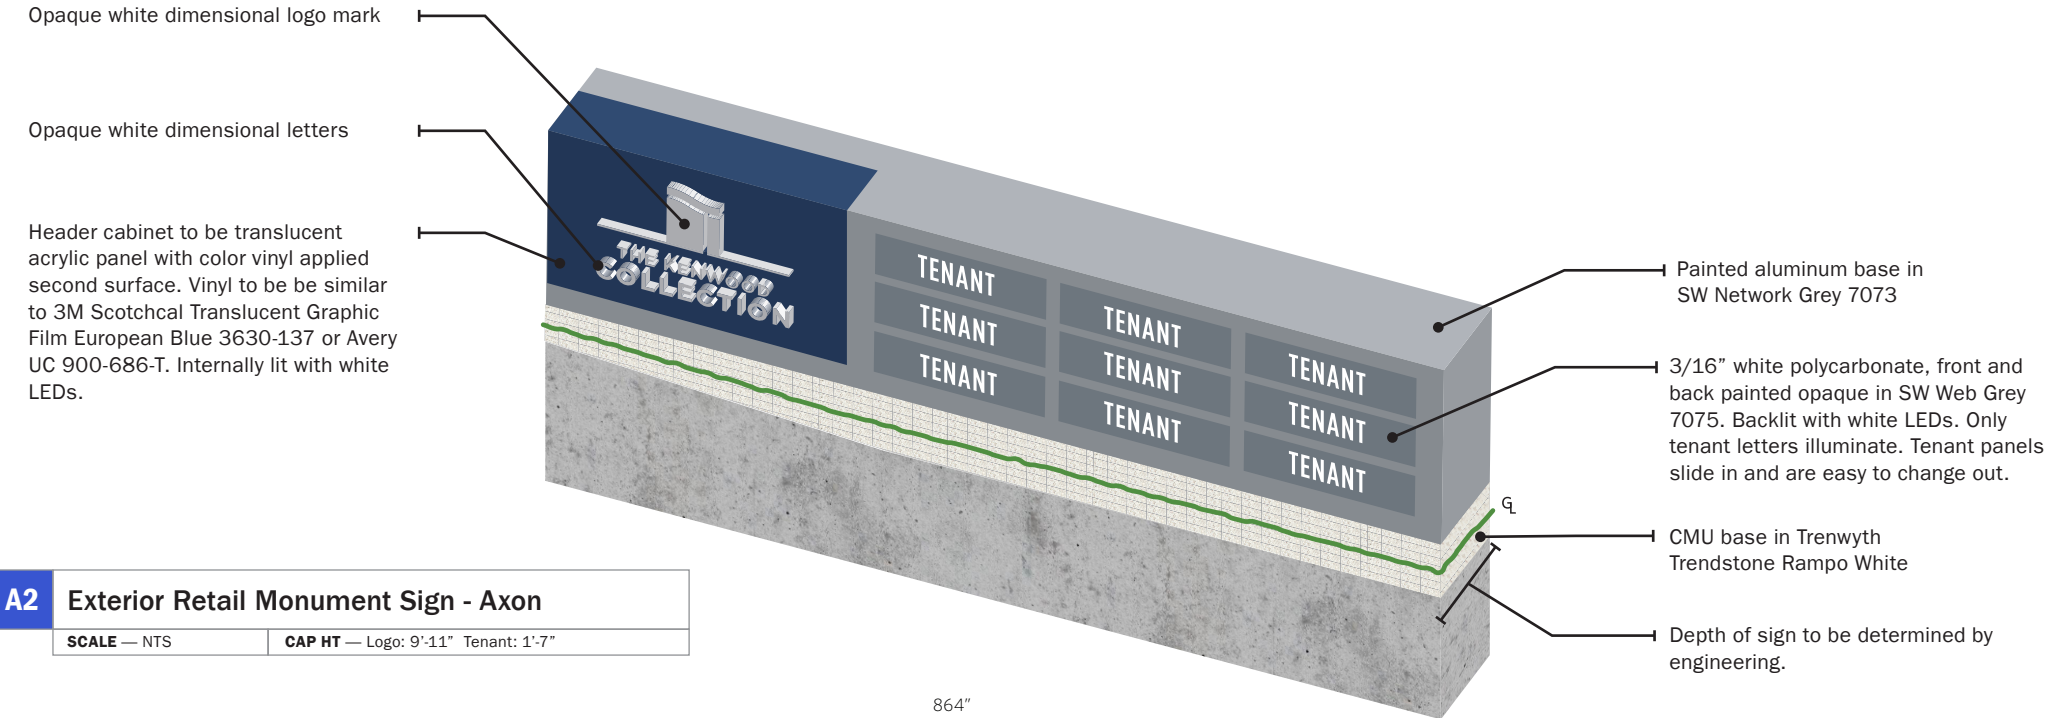 Opaque white dimensional logo mark
Opaque white dimensional letters
Header cabinet to be translucent
acrylic panel with color vinyl applied
second surface. Vinyl to be be similar
to 3M Scotchcal Translucent Graphic
Film European Blue 3630-137 or Avery
UC 900-686-T. Internally lit with white
LEDs.
THE KENWOOD
COLLECTION
TENANT
TENANT
TENANT
TENANT
TENANT
TENANT
TENANT
TENANT
TENANT
Painted aluminum base in
SW Network Grey 7073
3/16” white polycarbonate, front and
back painted opaque in SW Web Grey
7075. Backlit with white LEDs. Only
tenant letters illuminate. Tenant panels
slide in and are easy to change out.
GL
CMU base in Trenwyth
Trendstone Rampo White
Depth of sign to be determined by
engineering.
A2 Exterior Retail Monument Sign - Axon
SCALE — NTS CAP HT — Logo: 9’-11” Tenant: 1’-7”
864”